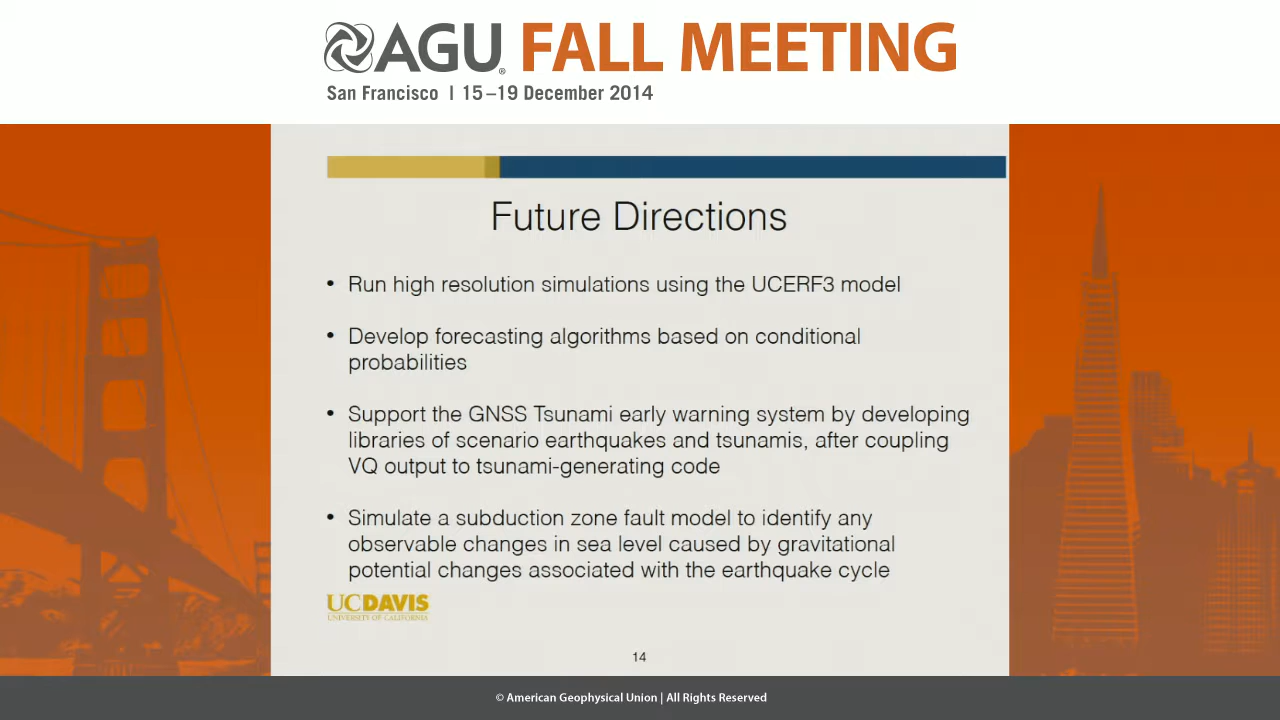 AGU® FALL MEETING
San Francisco | 15–19 December 2014
Future Directions
• Run high resolution simulations using the UCERF3 model
• Develop forecasting algorithms based on conditional
probabilities
• Support the GNSS Tsunami early warning system by developing
libraries of scenario earthquakes and tsunamis, after coupling
VQ output to tsunami-generating code
• Simulate a subduction zone fault model to identify any
observable changes in sea level caused by gravitational
potential changes associated with the earthquake cycle
UCDAVIS
UNIVERSITY OF CALIFORNIA
14
© American Geophysical Union | All Rights Reserved